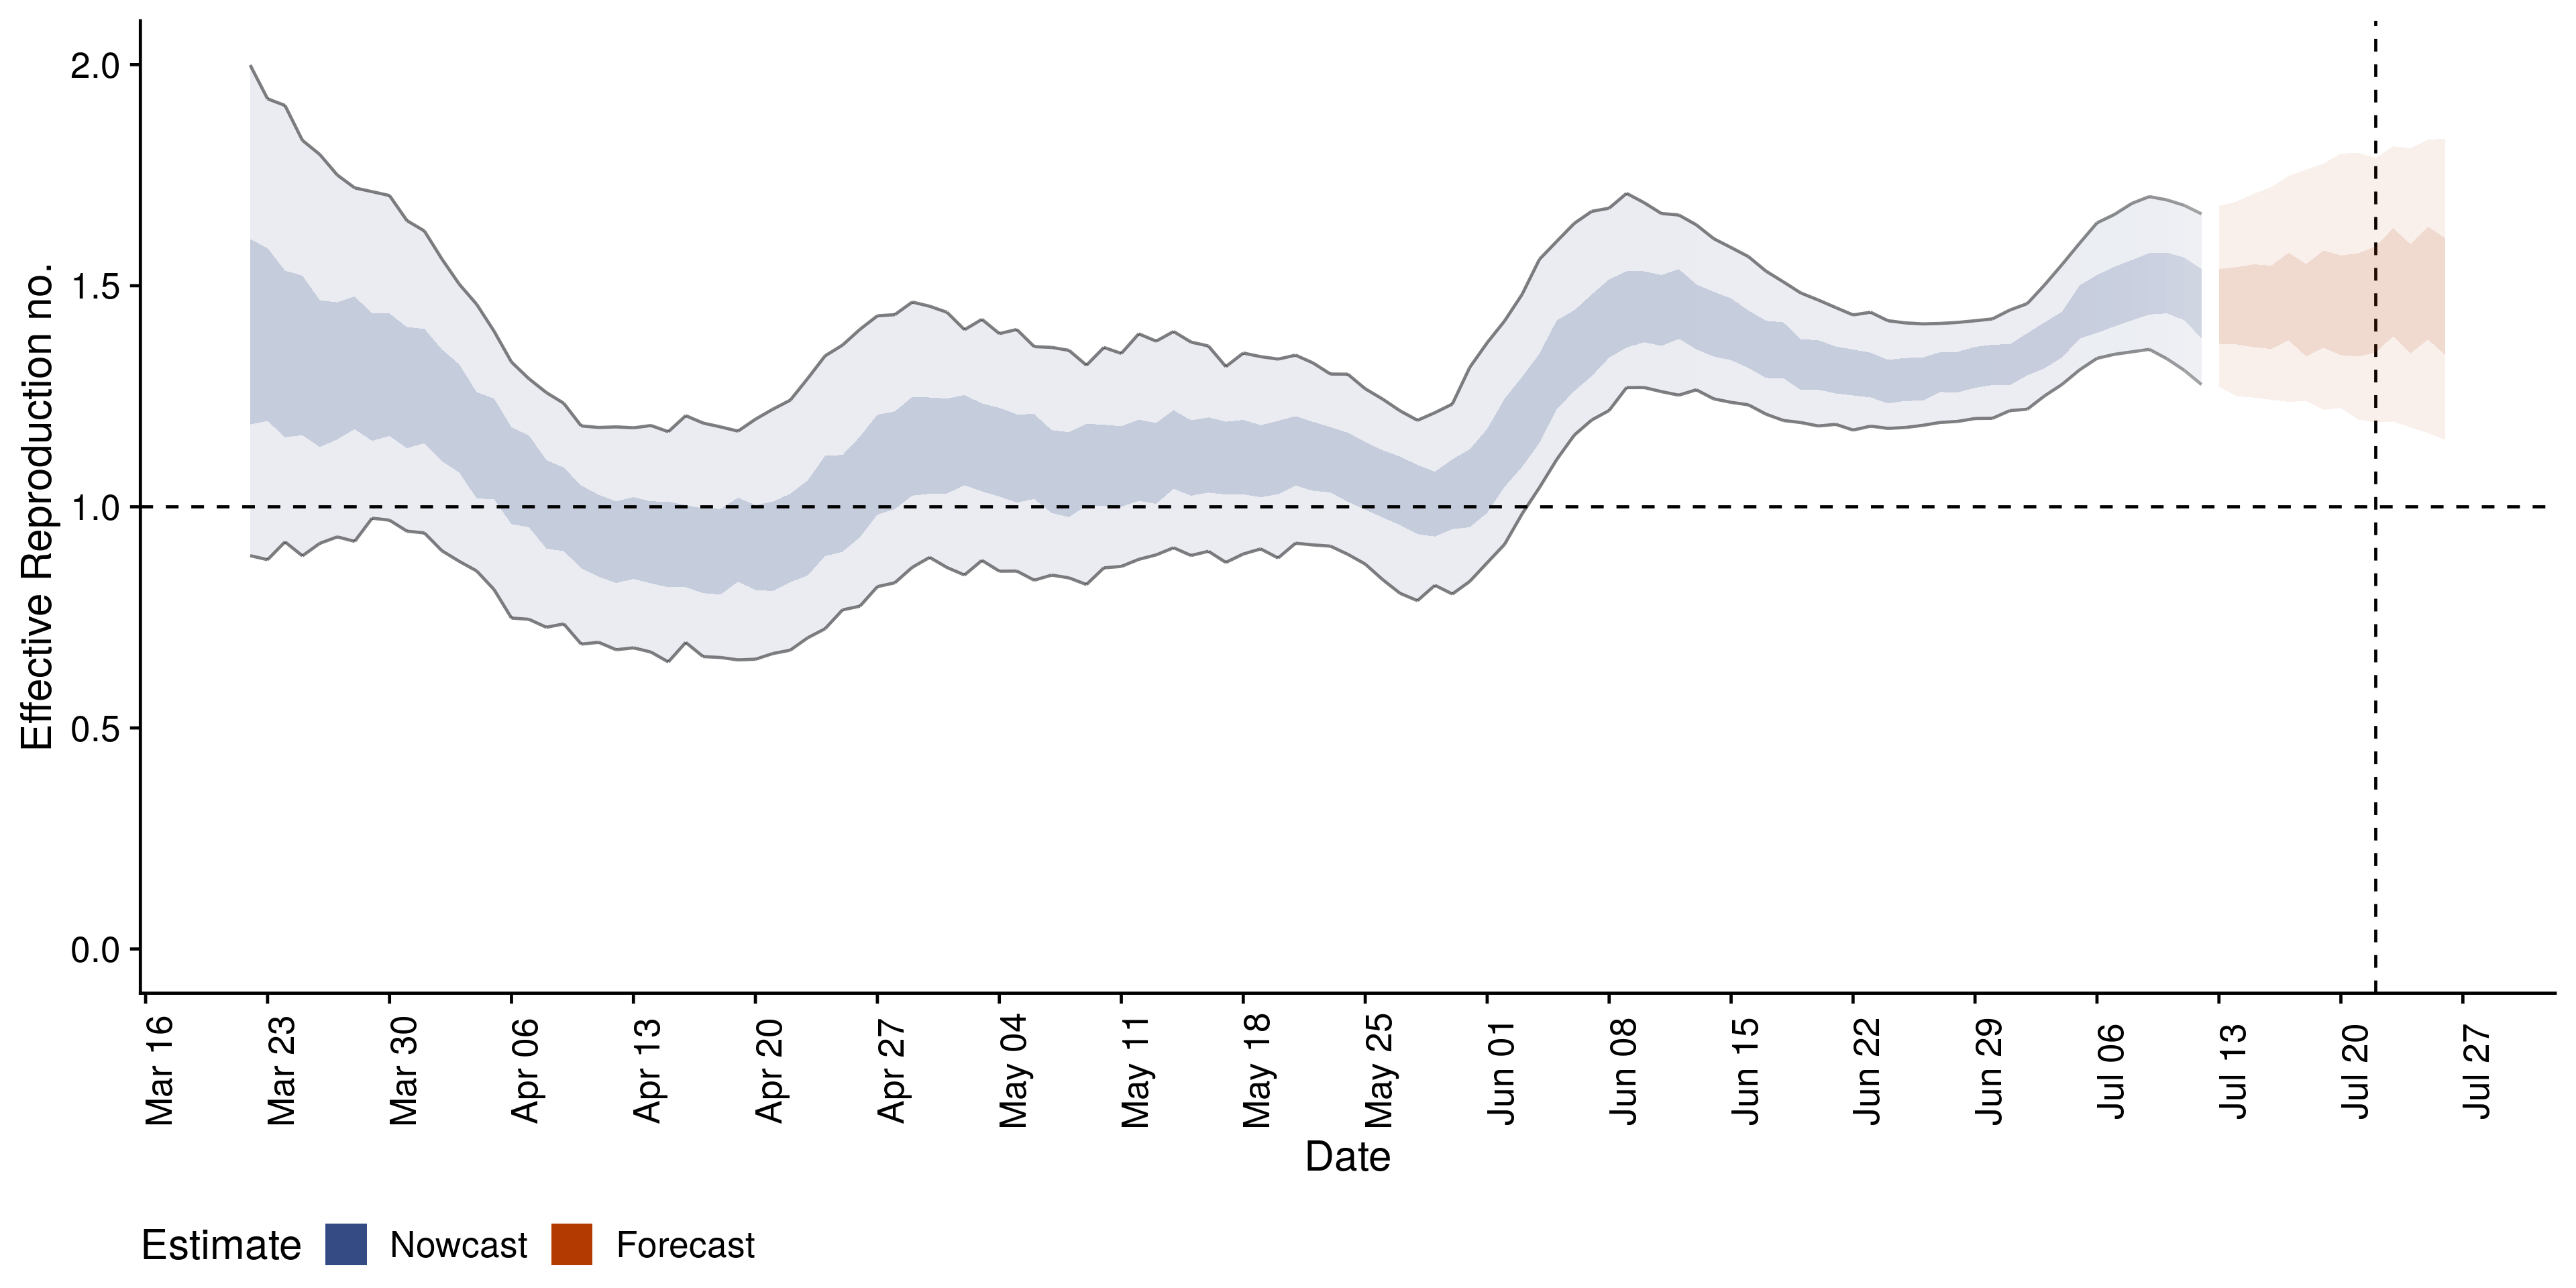 Effective Reproduction no.
2.0
1.5
1.0
0.5
0.0
Mar 16
Mar 23
Mar 30
Apr 06
Apr 13
Apr 20
Apr 27
May 04
May 11
May 18
May 25
Jun 01
Jun 08
Jun 15
Jun 22
Jun 29
Jul 06
Jul 13
Jul 20
Jul 27
Date
Estimate Nowcast Forecast